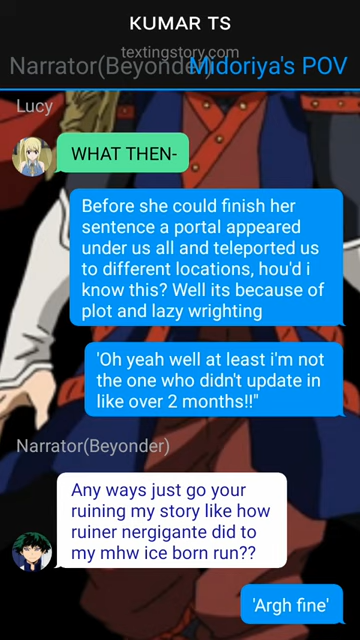 KUMAR TS
textingstory.com
Narrator(Beyonder) Midoriya's POV
Lucy
WHAT THEN-
Before she could finish her
sentence a portal appeared
under us all and teleported us
to different locations, hou'd i
know this? Well its because of
plot and lazy wrighting
'Oh yeah well at least i'm not
the one who didn't update in
like over 2 months!!"
Narrator(Beyonder)
Any ways just go your
ruining my story like how
ruiner nergigante did to
my mhw ice born run??
'Argh fine'